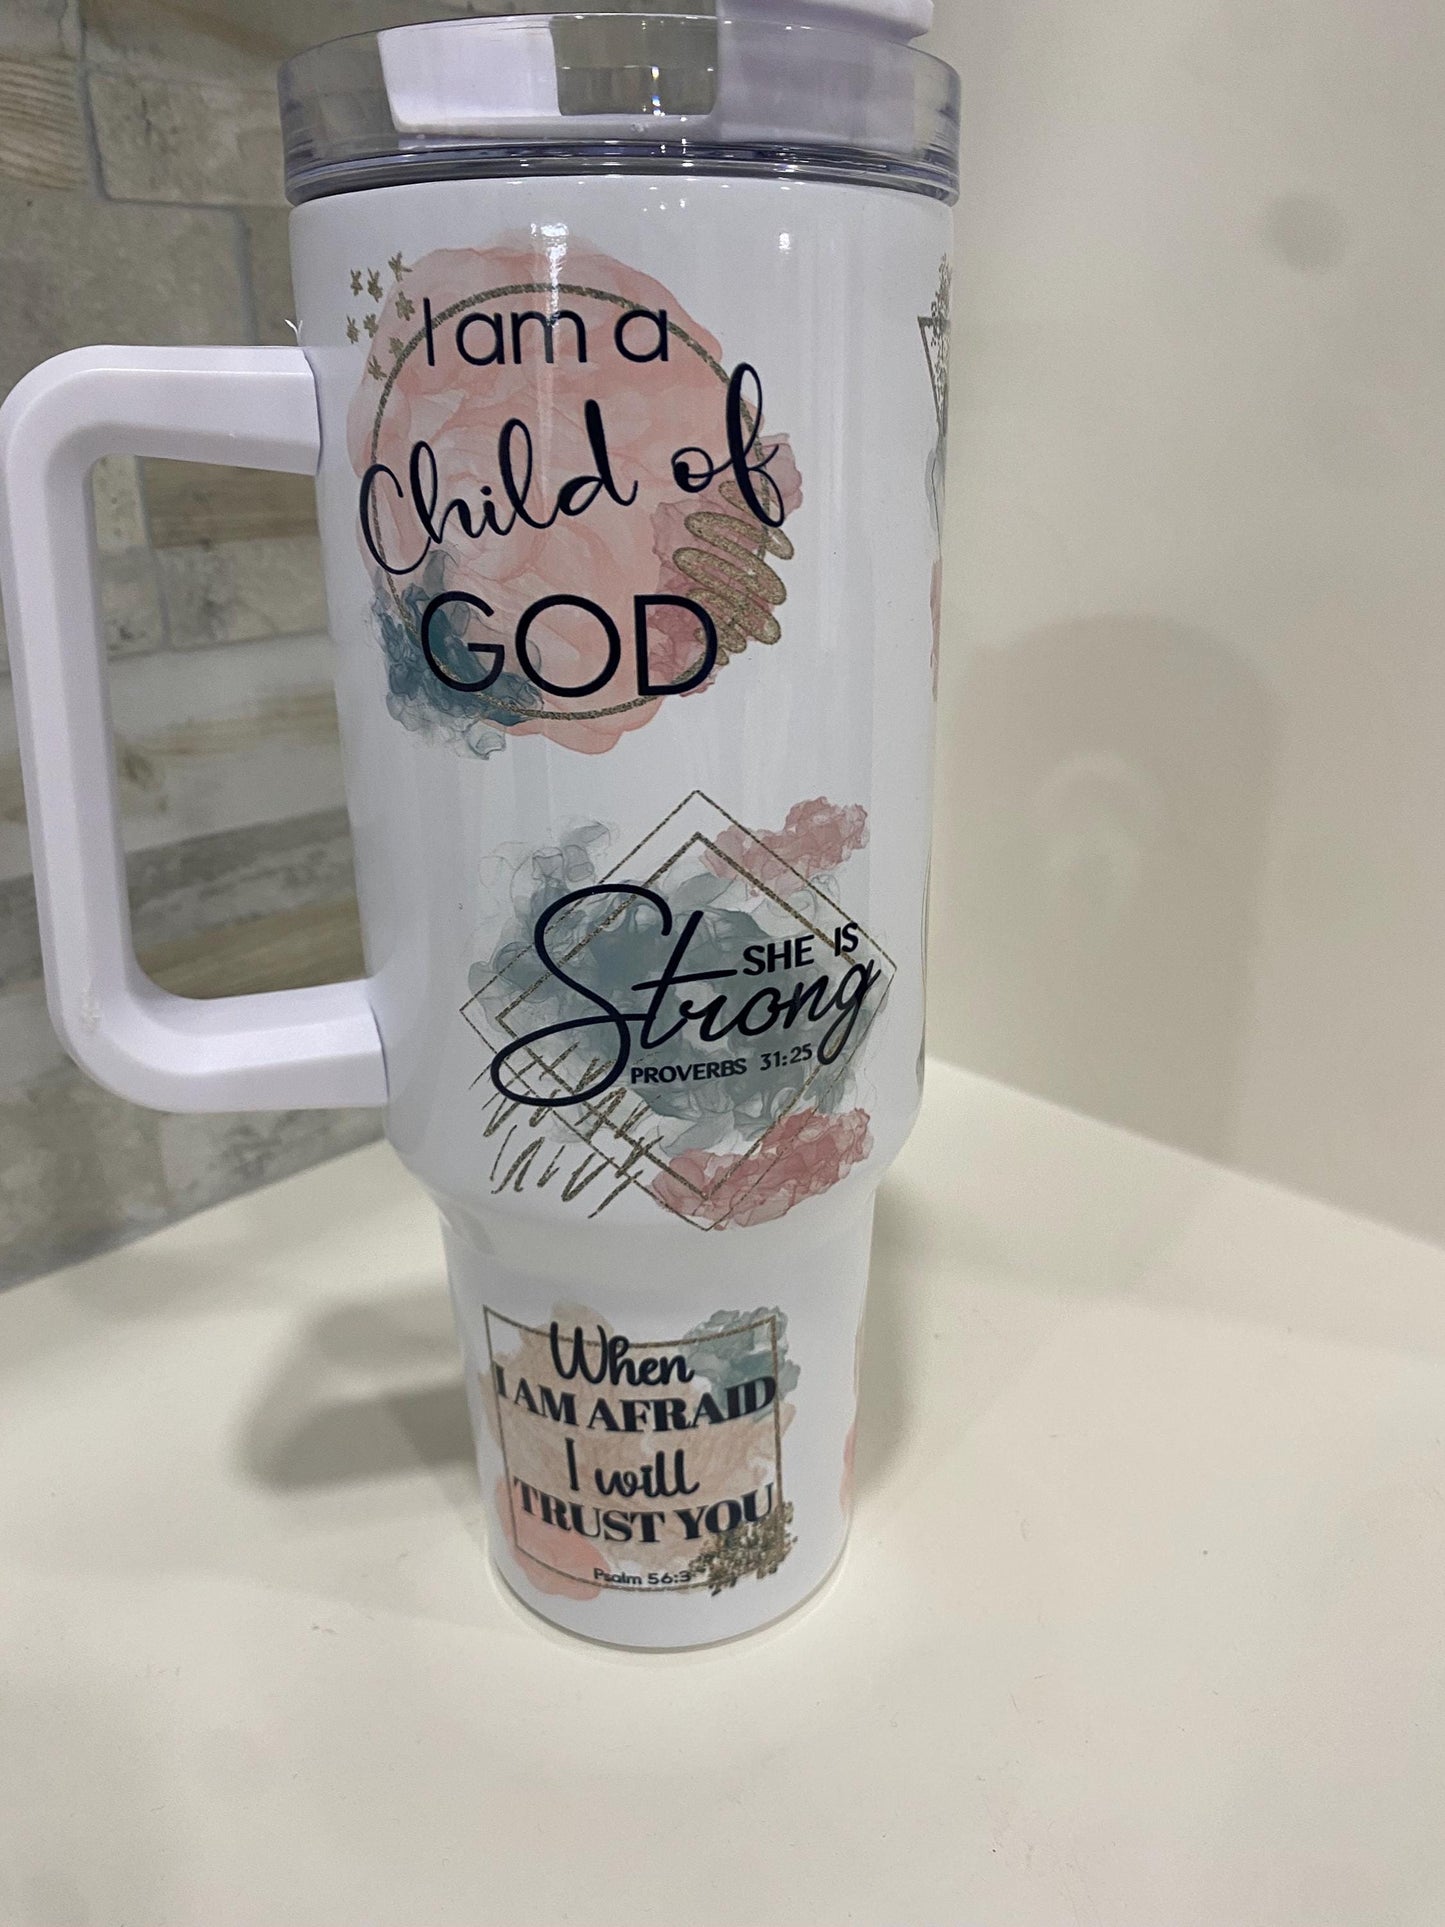 I am a
Child of
GOD
SHE IS
Strong
PROVERBS 31:25
When
I AM AFRAID
I will
TRUST YOU
Psalm 56:3